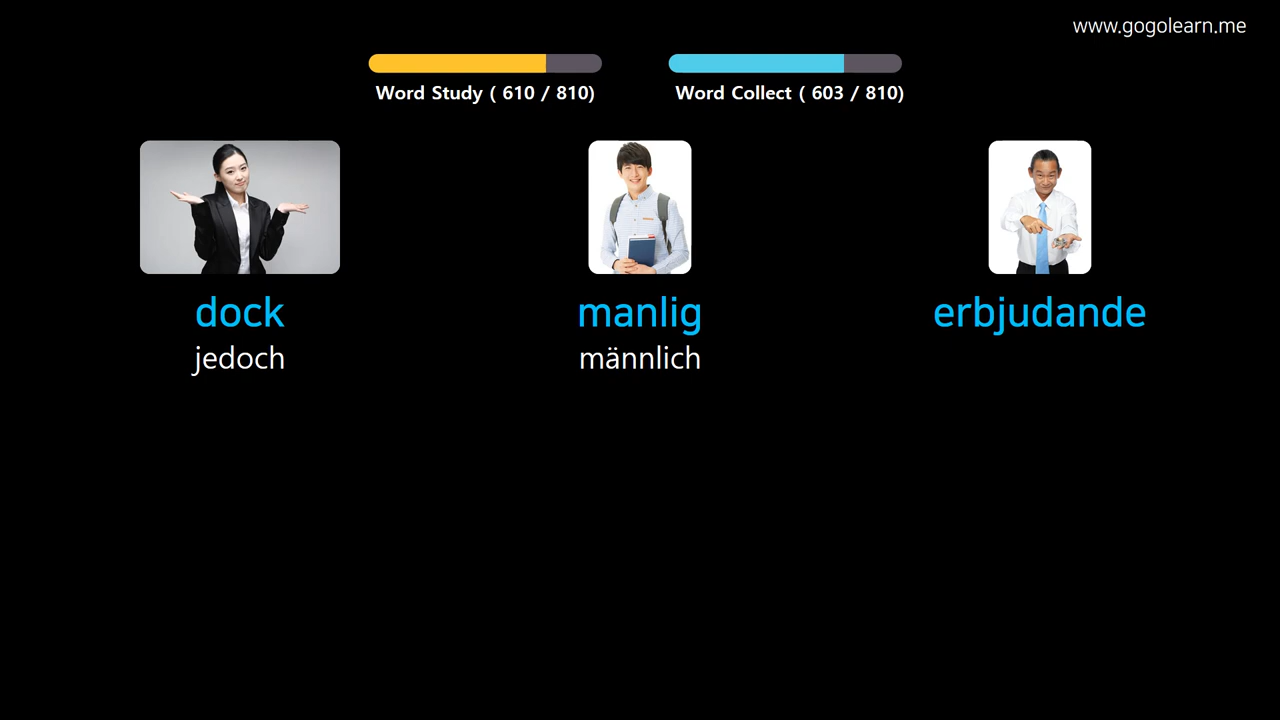 www.gogolearn.me
Word Study ( 610 / 810)
Word Collect ( 603 / 810)
dock
jedoch
manlig
männlich
erbjudande